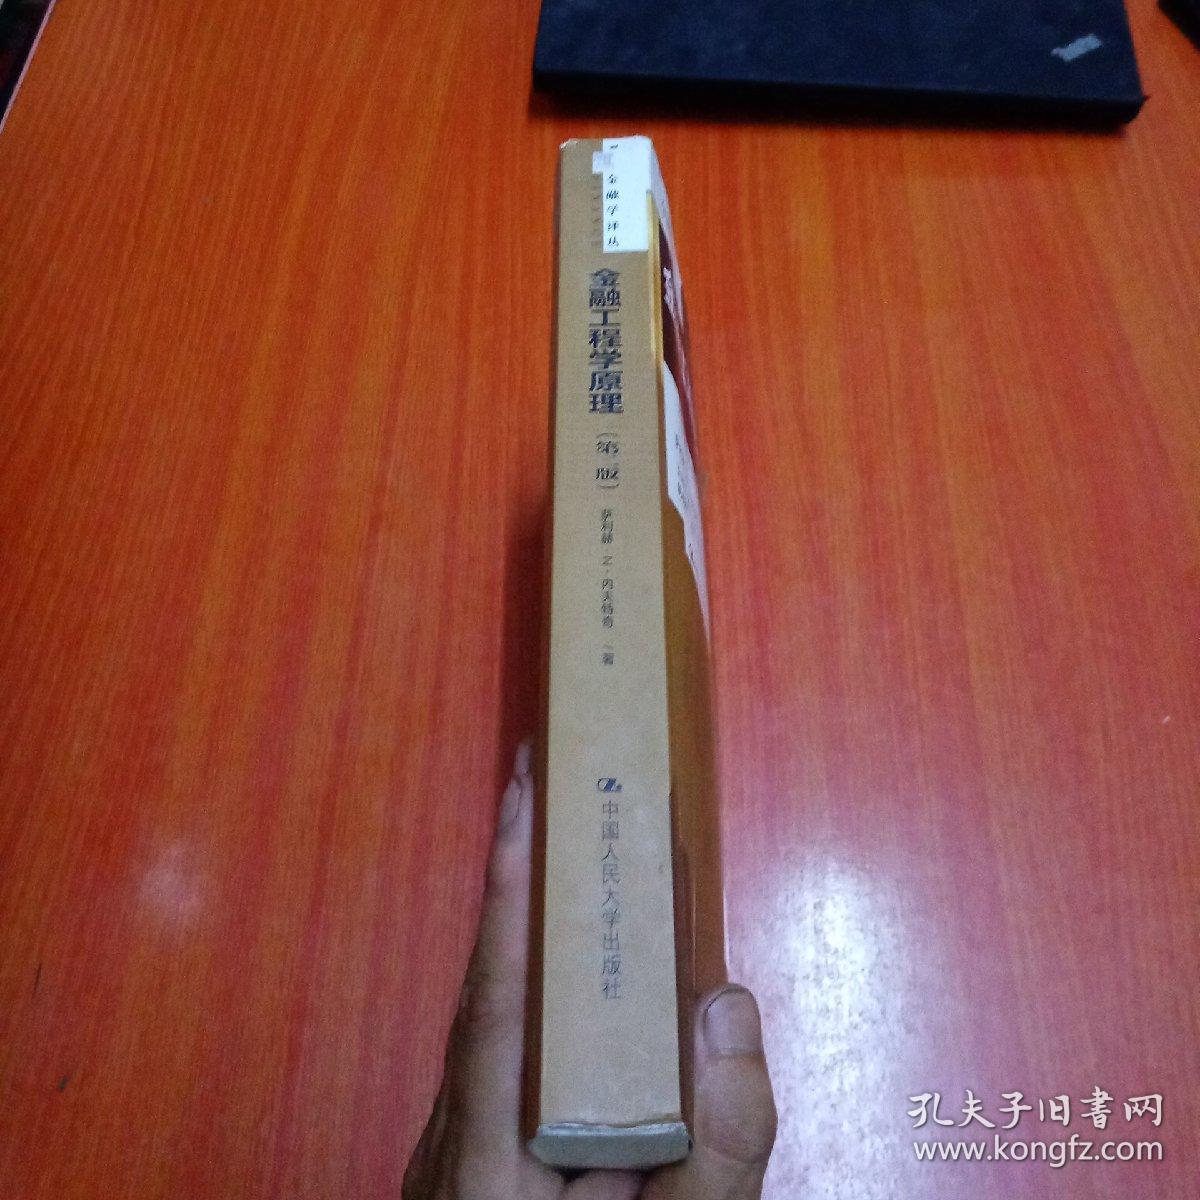 金融学译丛
金融工程学原理
（第二版）
萨利赫 N·内夫特奇 著
中国人民大学出版社
孔夫子旧书网
www.kongfz.com